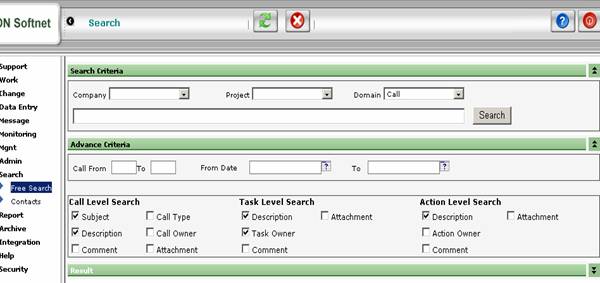 ON Softnet
Search
Support
Work
Change
Data Entry
Message
Monitoring
Mgnt
Admin
Search
Free Search
Contacts
Report
Archive
Integration
Help
Security
Search Criteria
Company Project Domain Call
Search
Advance Criteria
Call From To From Date ? To ?
Call Level Search Task Level Search Action Level Search
Subject Call Type Description Attachment Description Attachment
Description Call Owner Task Owner Action Owner
Comment Attachment Comment Comment
Result